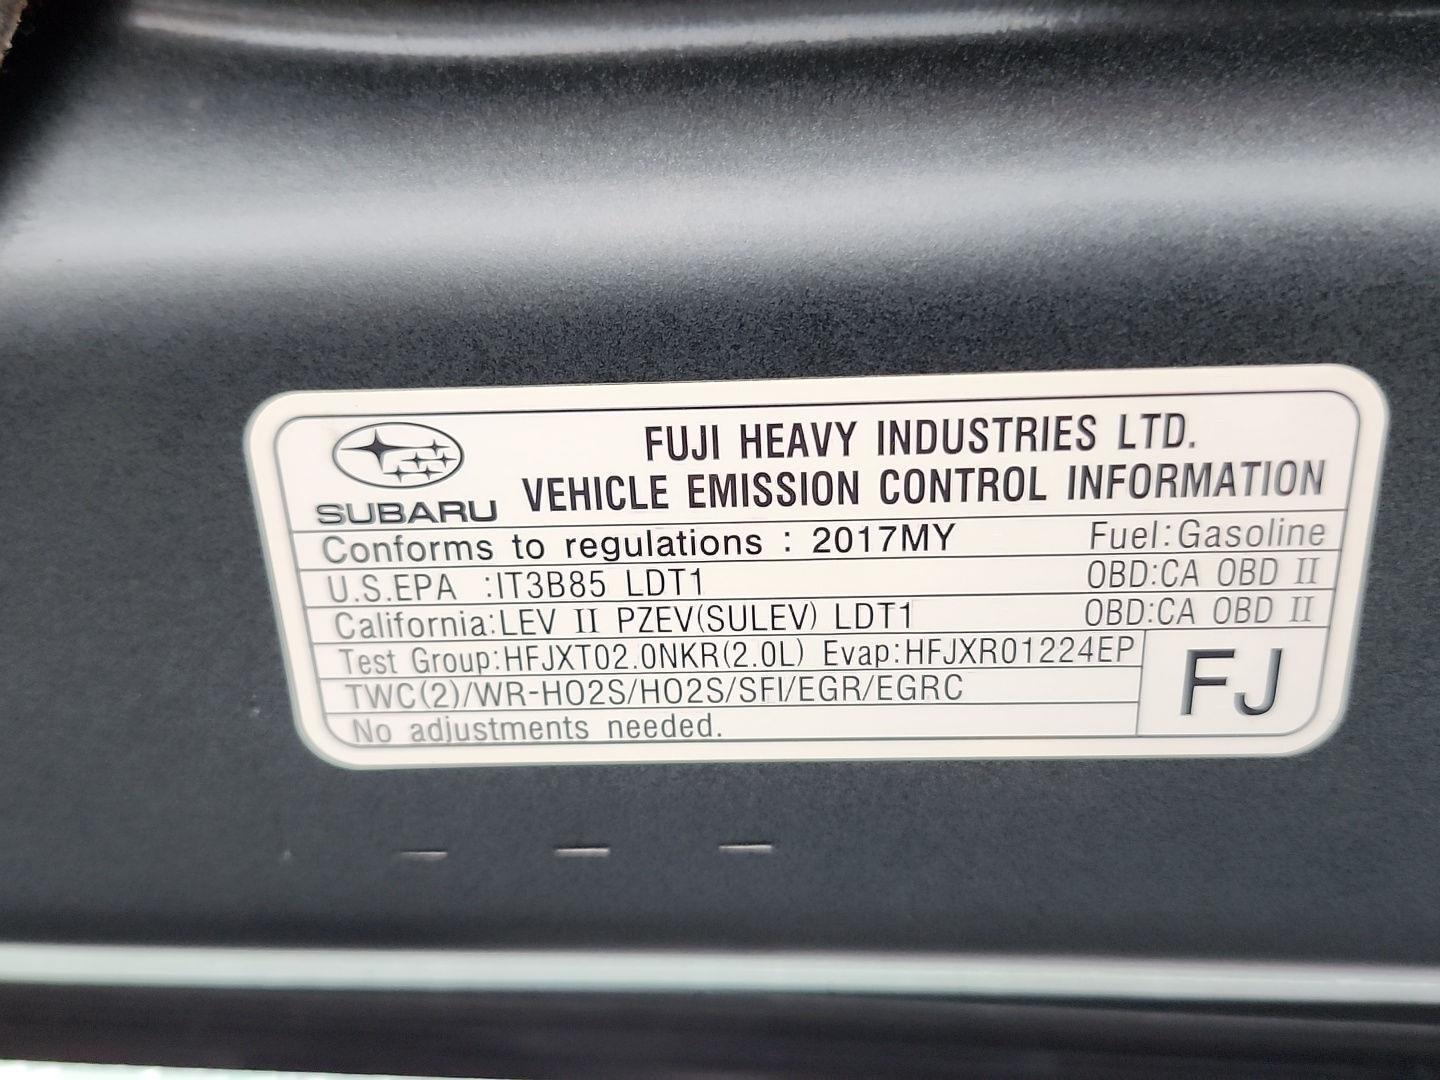 FUJI HEAVY INDUSTRIES LTD.
SUBARU VEHICLE EMISSION CONTROL INFORMATION
Conforms to regulations : 2017MY Fuel:Gasoline
U.S.EPA :IT3B85 LDT1 OBD:CA OBD II
California:LEV II PZEV(SULEV) LDT1 OBD:CA OBD II
Test Group:HFJXT02.0NKR(2.0L) Evap:HFJXR01224EP
TWC(2)/WR-HO2S/HO2S/SFI/EGR/EGRC
No adjustments needed.
FJ